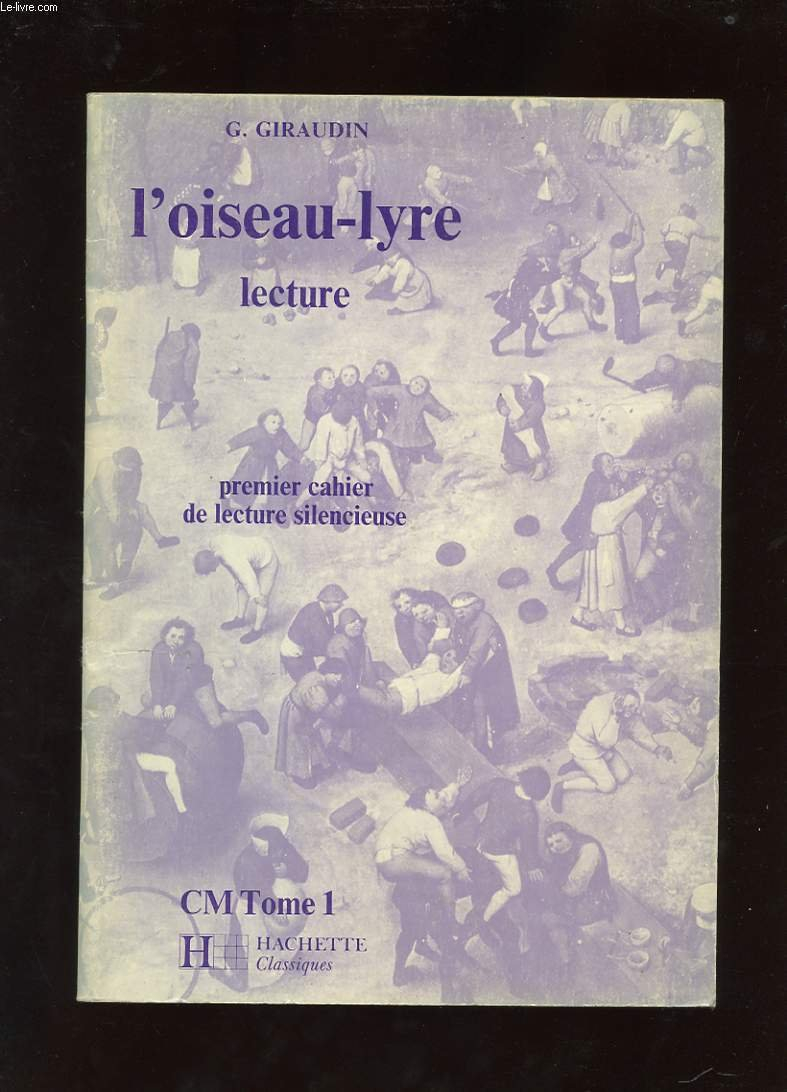 Le-livre.com
G. GIRAUDIN
l'oiseau-lyre
lecture
premier cahier
de lecture silencieuse
CM Tome 1
H HACHETTE
Classiques